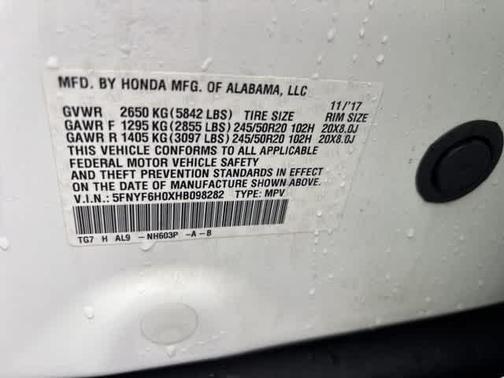 MFD. BY HONDA MFG. OF ALABAMA, LLC
11/'17
GVWR 2650 KG (5842 LBS) TIRE SIZE RIM SIZE
GAWR F 1295 KG (2855 LBS) 245/50R20 102H 20X8.0J
GAWR R 1405 KG (3097 LBS) 245/50R20 102H 20X8.0J
THIS VEHICLE CONFORMS TO ALL APPLICABLE
FEDERAL MOTOR VEHICLE SAFETY
AND THEFT PREVENTION STANDARDS IN EFFECT
ON THE DATE OF MANUFACTURE SHOWN ABOVE.
V.I.N.: 5FNYF6H0XHB098282 TYPE: MPV
TG7 H AL9 -NH603P -A -B